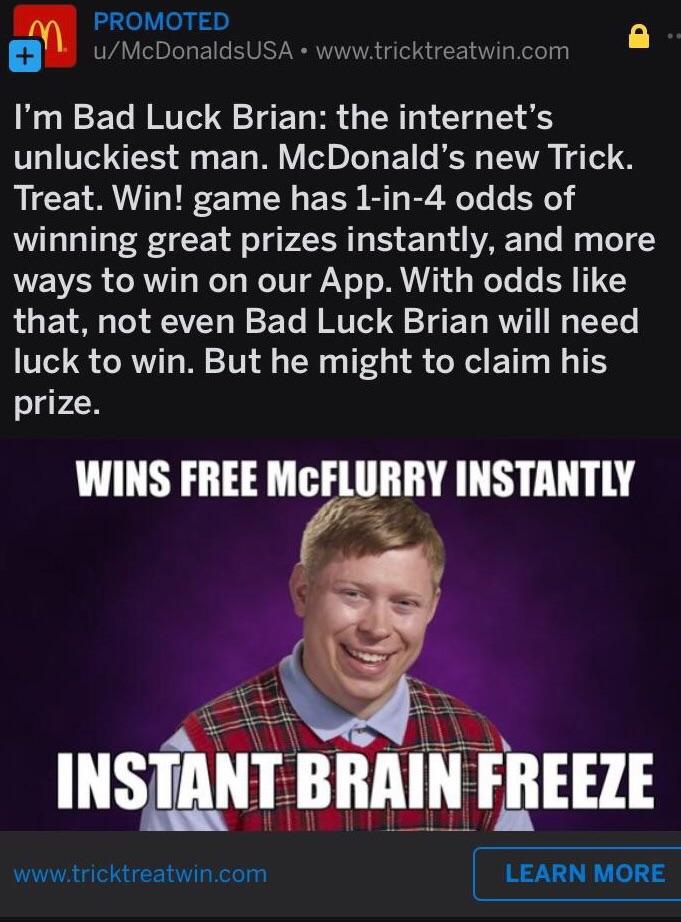 PROMOTED
u/McDonaldsUSA • www.tricktreatwin.com
I’m Bad Luck Brian: the internet’s
unluckiest man. McDonald’s new Trick.
Treat. Win! game has 1-in-4 odds of
winning great prizes instantly, and more
ways to win on our App. With odds like
that, not even Bad Luck Brian will need
luck to win. But he might to claim his
prize.
WINS FREE McFLURRY INSTANTLY
INSTANT BRAIN FREEZE
www.tricktreatwin.com
LEARN MORE